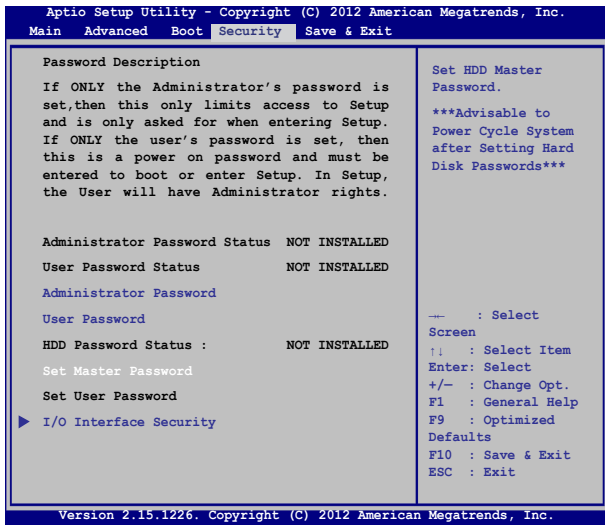 Aptio Setup Utility - Copyright (C) 2012 American Megatrends, Inc.
Main Advanced Boot Security Save & Exit
Password Description
If ONLY the Administrator's password is
set,then this only limits access to Setup
and is only asked for when entering Setup.
If ONLY the user's password is set, then
this is a power on password and must be
entered to boot or enter Setup. In Setup,
the User will have Administrator rights.
Administrator Password Status NOT INSTALLED
User Password Status NOT INSTALLED
Administrator Password
User Password
HDD Password Status : NOT INSTALLED
Set Master Password
Set User Password
I/O Interface Security
Set HDD Master
Password.
***Advisable to
Power Cycle System
after Setting Hard
Disk Passwords***
→← : Select
Screen
↑↓ : Select Item
Enter: Select
+/— : Change Opt.
F1 : General Help
F9 : Optimized
Defaults
F10 : Save & Exit
ESC : Exit
Version 2.15.1226. Copyright (C) 2012 American Megatrends, Inc.